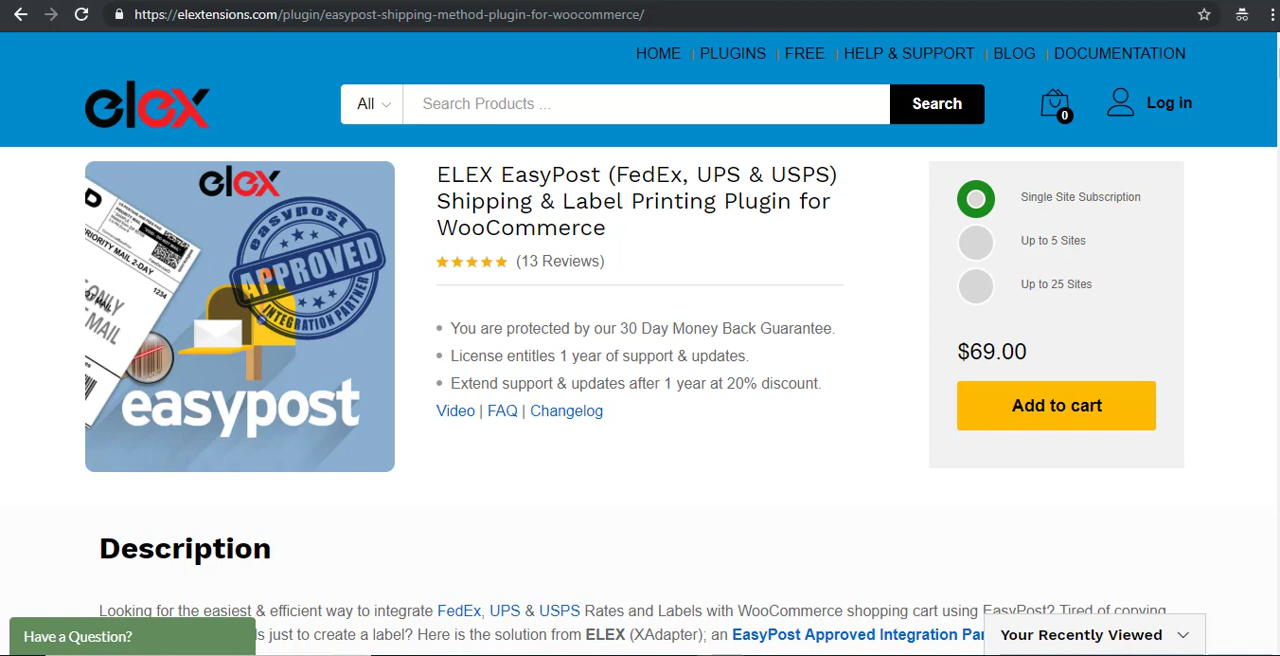 https://elextensions.com/plugin/easypost-shipping-method-plugin-for-woocommerce/
HOME | PLUGINS | FREE | HELP & SUPPORT | BLOG | DOCUMENTATION
elex
All
Search Products ...
Search
0
Log in
elex
easypost
APPROVED
INTEGRATION PARTNER
PRIORITY MAIL 2-DAY
1234
ONLY
MAIL
easypost
ELEX EasyPost (FedEx, UPS & USPS)
Shipping & Label Printing Plugin for
WooCommerce
(13 Reviews)
You are protected by our 30 Day Money Back Guarantee.
License entitles 1 year of support & updates.
Extend support & updates after 1 year at 20% discount.
Video | FAQ | Changelog
Single Site Subscription
Up to 5 Sites
Up to 25 Sites
$69.00
Add to cart
Description
Looking for the easiest & efficient way to integrate FedEx, UPS & USPS Rates and Labels with WooCommerce shopping cart using EasyPost? Tired of copying
just to create a label? Here is the solution from ELEX (XAdapter); an EasyPost Approved Integration
Have a Question?
Your Recently Viewed